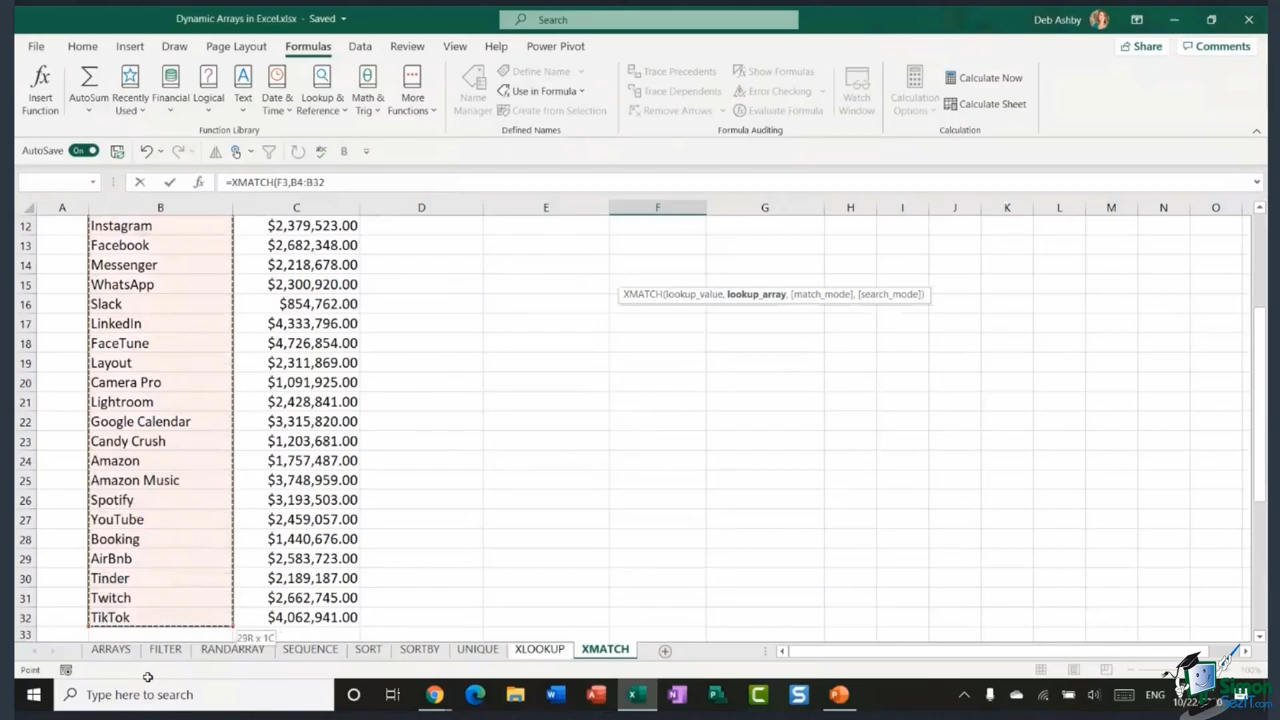 Dynamic Arrays in Excel.xlsx - Saved
Search
Deb Ashby
File Home Insert Draw Page Layout Formulas Data Review View Help Power Pivot
Share Comments
Insert Function
AutoSum
Recently Used
Financial
Logical
Text
Date & Time
Lookup & Reference
Math & Trig
More Functions
Function Library
Name Manager
Define Name
Use in Formula
Create from Selection
Defined Names
Trace Precedents
Trace Dependents
Remove Arrows
Show Formulas
Error Checking
Evaluate Formula
Formula Auditing
Watch Window
Calculation Options
Calculate Now
Calculate Sheet
Calculation
AutoSave On
=XMATCH(F3,B4:B32
A B C D E F G H I J K L M N O
12 Instagram $2,379,523.00
13 Facebook $2,682,348.00
14 Messenger $2,218,678.00
15 WhatsApp $2,300,920.00
XMATCH(lookup_value, lookup_array, [match_mode], [search_mode])
16 Slack $854,762.00
17 LinkedIn $4,333,796.00
18 FaceTune $4,726,854.00
19 Layout $2,311,869.00
20 Camera Pro $1,091,925.00
21 Lightroom $2,428,841.00
22 Google Calendar $3,315,820.00
23 Candy Crush $1,203,681.00
24 Amazon $1,757,487.00
25 Amazon Music $3,748,959.00
26 Spotify $3,193,503.00
27 YouTube $2,459,057.00
28 Booking $1,440,676.00
29 AirBnb $2,583,723.00
30 Tinder $2,189,187.00
31 Twitch $2,662,745.00
32 TikTok $4,062,941.00
33
29R x 1C
ARRAYS FILTER RANDARRAY SEQUENCE SORT SORTBY UNIQUE XLOOKUP XMATCH
Point
100%
Type here to search
ENG